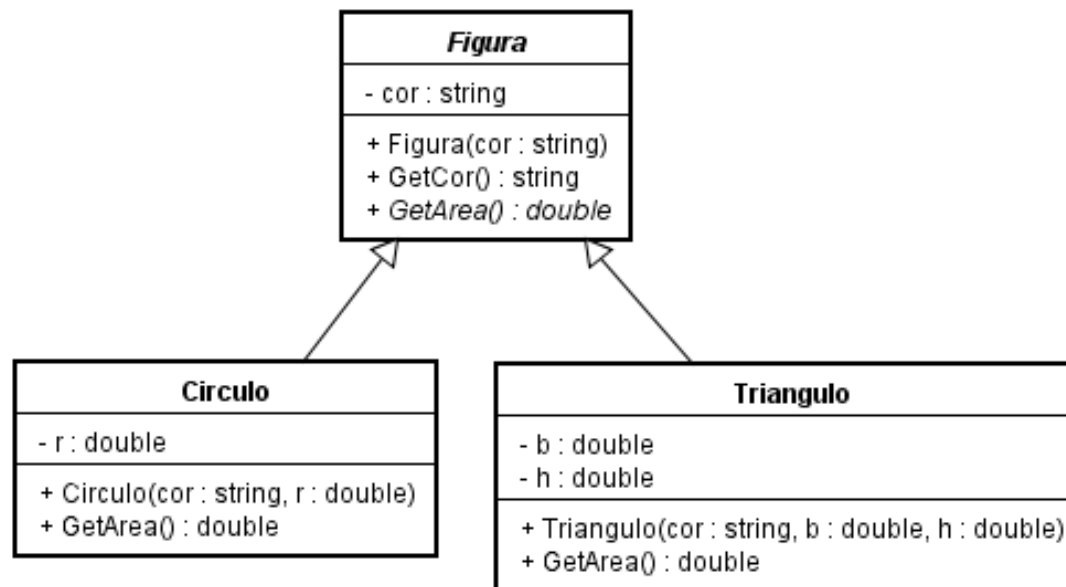 Figura
- cor : string
+ Figura(cor : string)
+ GetCor() : string
+ GetArea() : double
Circulo
- r : double
+ Circulo(cor : string, r : double)
+ GetArea() : double
Triangulo
- b : double
- h : double
+ Triangulo(cor : string, b : double, h : double)
+ GetArea() : double